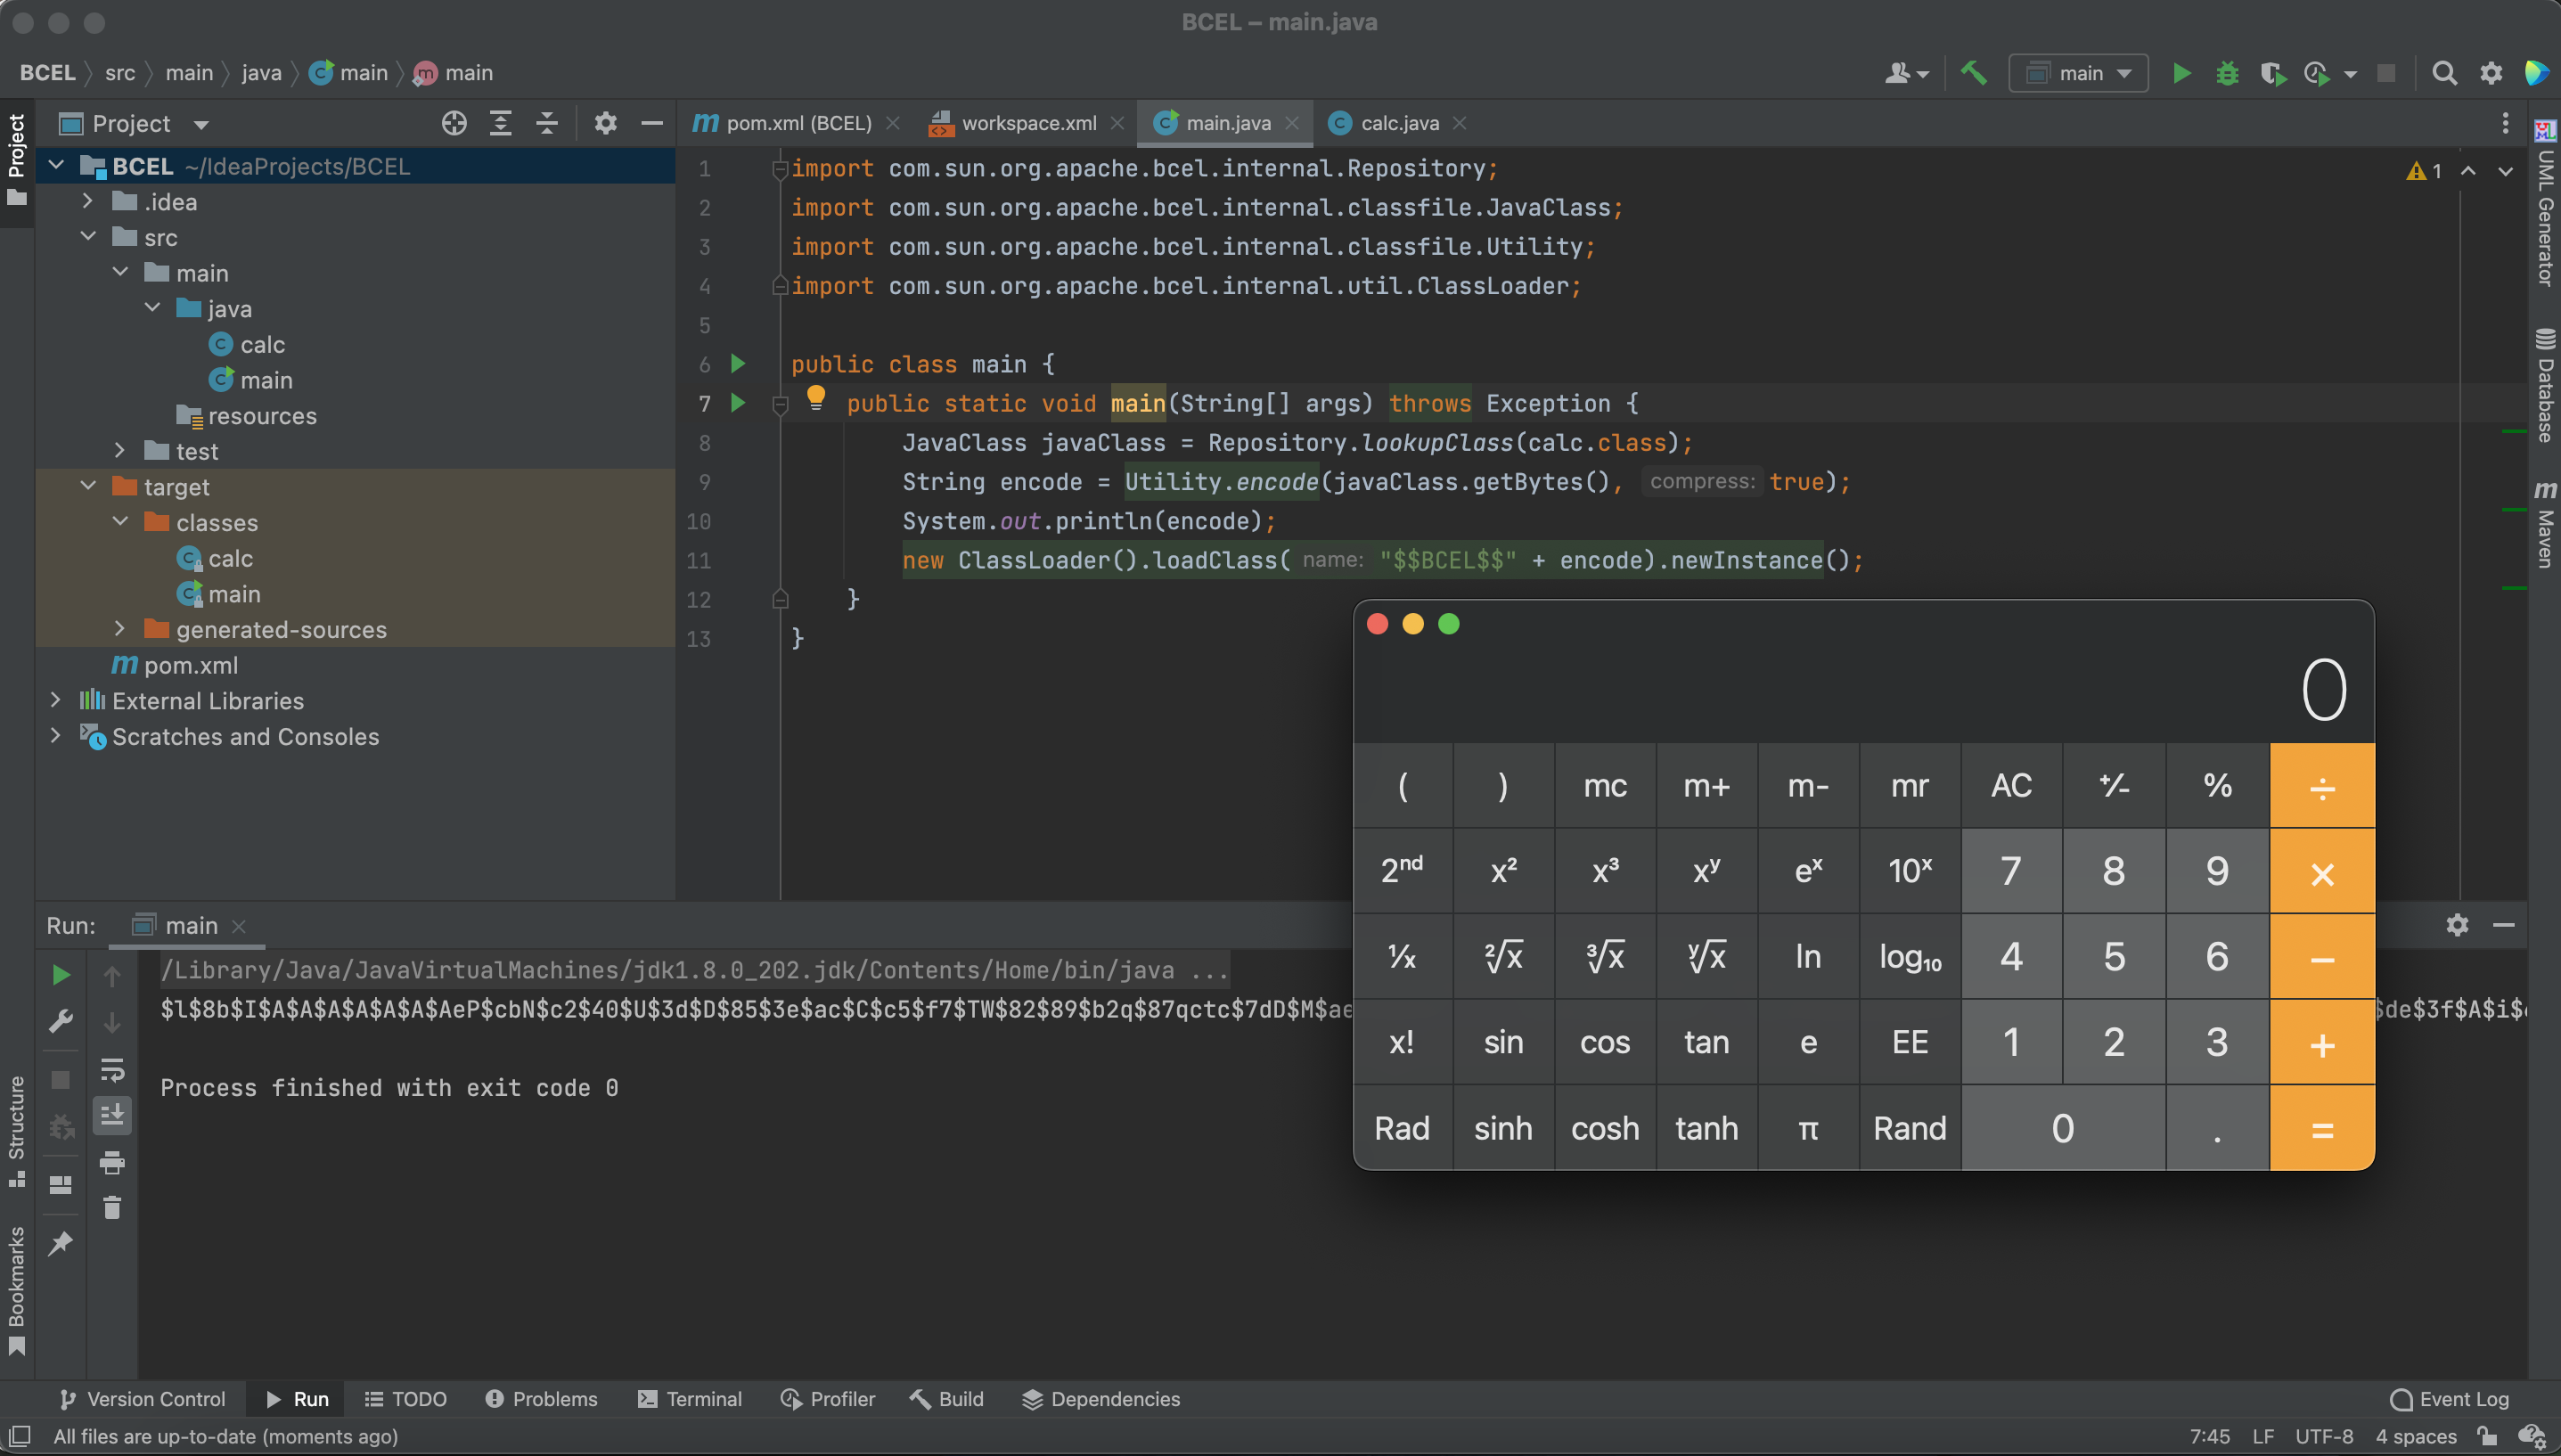 BCEL – main.java
BCEL src main java main main
main
Project
Project
pom.xml (BCEL)
workspace.xml
main.java
calc.java
BCEL ~/IdeaProjects/BCEL
.idea
src
main
java
calc
main
resources
test
target
classes
calc
main
generated-sources
pom.xml
External Libraries
Scratches and Consoles
1 import com.sun.org.apache.bcel.internal.Repository;
2 import com.sun.org.apache.bcel.internal.classfile.JavaClass;
3 import com.sun.org.apache.bcel.internal.classfile.Utility;
4 import com.sun.org.apache.bcel.internal.util.ClassLoader;
5
6 public class main {
7 public static void main(String[] args) throws Exception {
8 JavaClass javaClass = Repository.lookupClass(calc.class);
9 String encode = Utility.encode(javaClass.getBytes(), compress: true);
10 System.out.println(encode);
11 new ClassLoader().loadClass( name: "$$BCEL$$" + encode).newInstance();
12 }
13 }
1
UML Generator
Database
Maven
0
( ) mc m+ m- mr AC +/- % ÷
2nd x² x³ xʸ eˣ 10ˣ 7 8 9 ×
1/x ²√x ³√x ʸ√x ln log₁₀ 4 5 6 −
x! sin cos tan e EE 1 2 3 +
Rad sinh cosh tanh π Rand 0 . =
Run: main
/Library/Java/JavaVirtualMachines/jdk1.8.0_202.jdk/Contents/Home/bin/java ...
$l$8b$I$A$A$A$A$A$A$AeP$cbN$c2$40$U$3d$D$85$3e$ac$C$c5$f7$TW$82$89$b2q$87qctc$7dD$M$ae
$de$3f$A$i$
Process finished with exit code 0
Structure
Bookmarks
Version Control
Run
TODO
Problems
Terminal
Profiler
Build
Dependencies
Event Log
All files are up-to-date (moments ago)
7:45 LF UTF-8 4 spaces